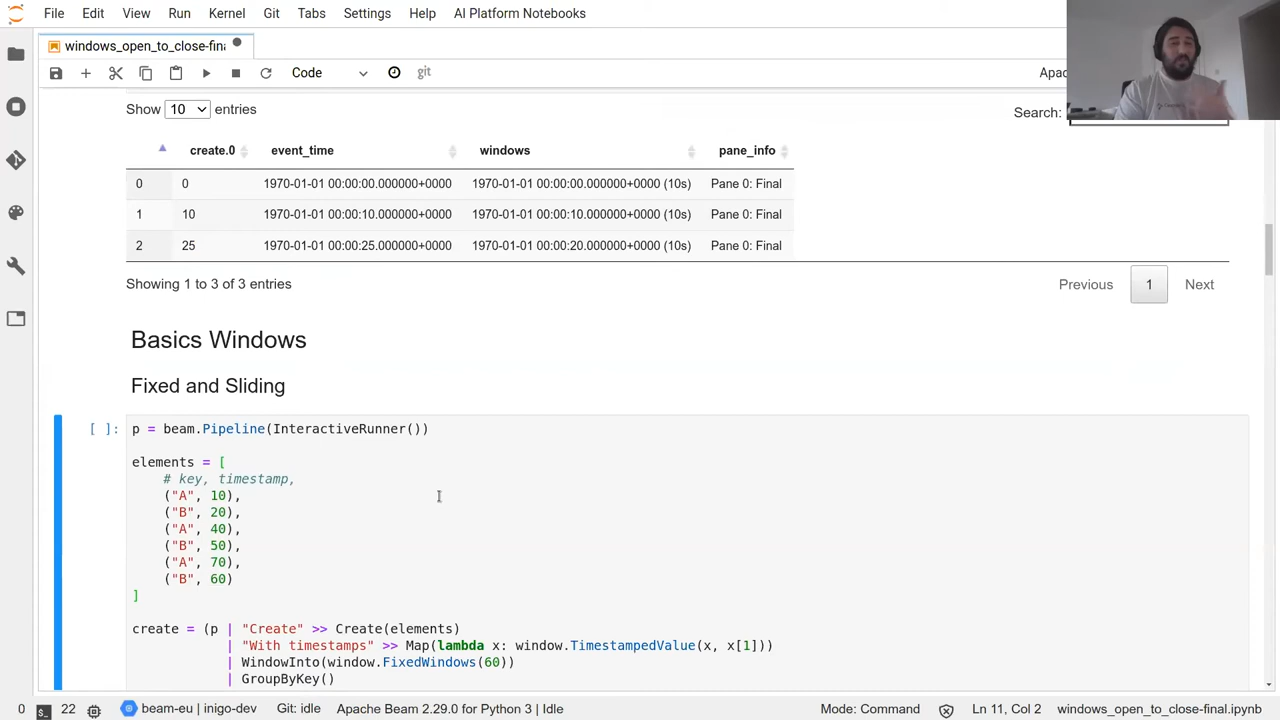 File Edit View Run Kernel Git Tabs Settings Help AI Platform Notebooks
windows_open_to_close-fina
Code git Apac
Show 10 entries Search:
create.0 event_time windows pane_info
0 0 1970-01-01 00:00:00.000000+0000 1970-01-01 00:00:00.000000+0000 (10s) Pane 0: Final
1 10 1970-01-01 00:00:10.000000+0000 1970-01-01 00:00:10.000000+0000 (10s) Pane 0: Final
2 25 1970-01-01 00:00:25.000000+0000 1970-01-01 00:00:20.000000+0000 (10s) Pane 0: Final
Showing 1 to 3 of 3 entries Previous 1 Next
Basics Windows
Fixed and Sliding
[ ]: p = beam.Pipeline(InteractiveRunner())
elements = [
# key, timestamp,
("A", 10),
("B", 20),
("A", 40),
("B", 50),
("A", 70),
("B", 60)
]
create = (p | "Create" >> Create(elements)
| "With timestamps" >> Map(lambda x: window.TimestampedValue(x, x[1]))
| WindowInto(window.FixedWindows(60))
| GroupByKey()
0 22 beam-eu | inigo-dev Git: idle Apache Beam 2.29.0 for Python 3 | Idle Mode: Command Ln 11, Col 2 windows_open_to_close-final.ipynb